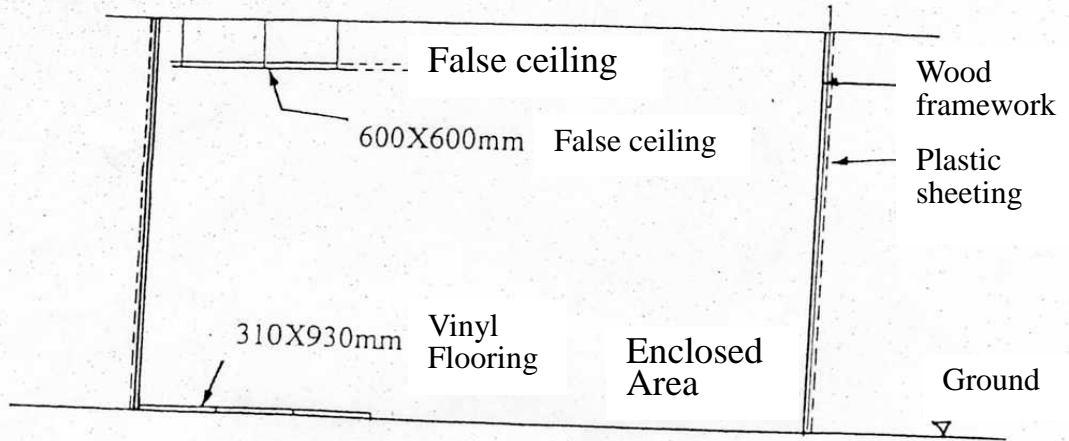 False ceiling
Wood
framework
600X600mm False ceiling
Plastic
sheeting
310X930mm Vinyl
Flooring
Enclosed
Area
Ground